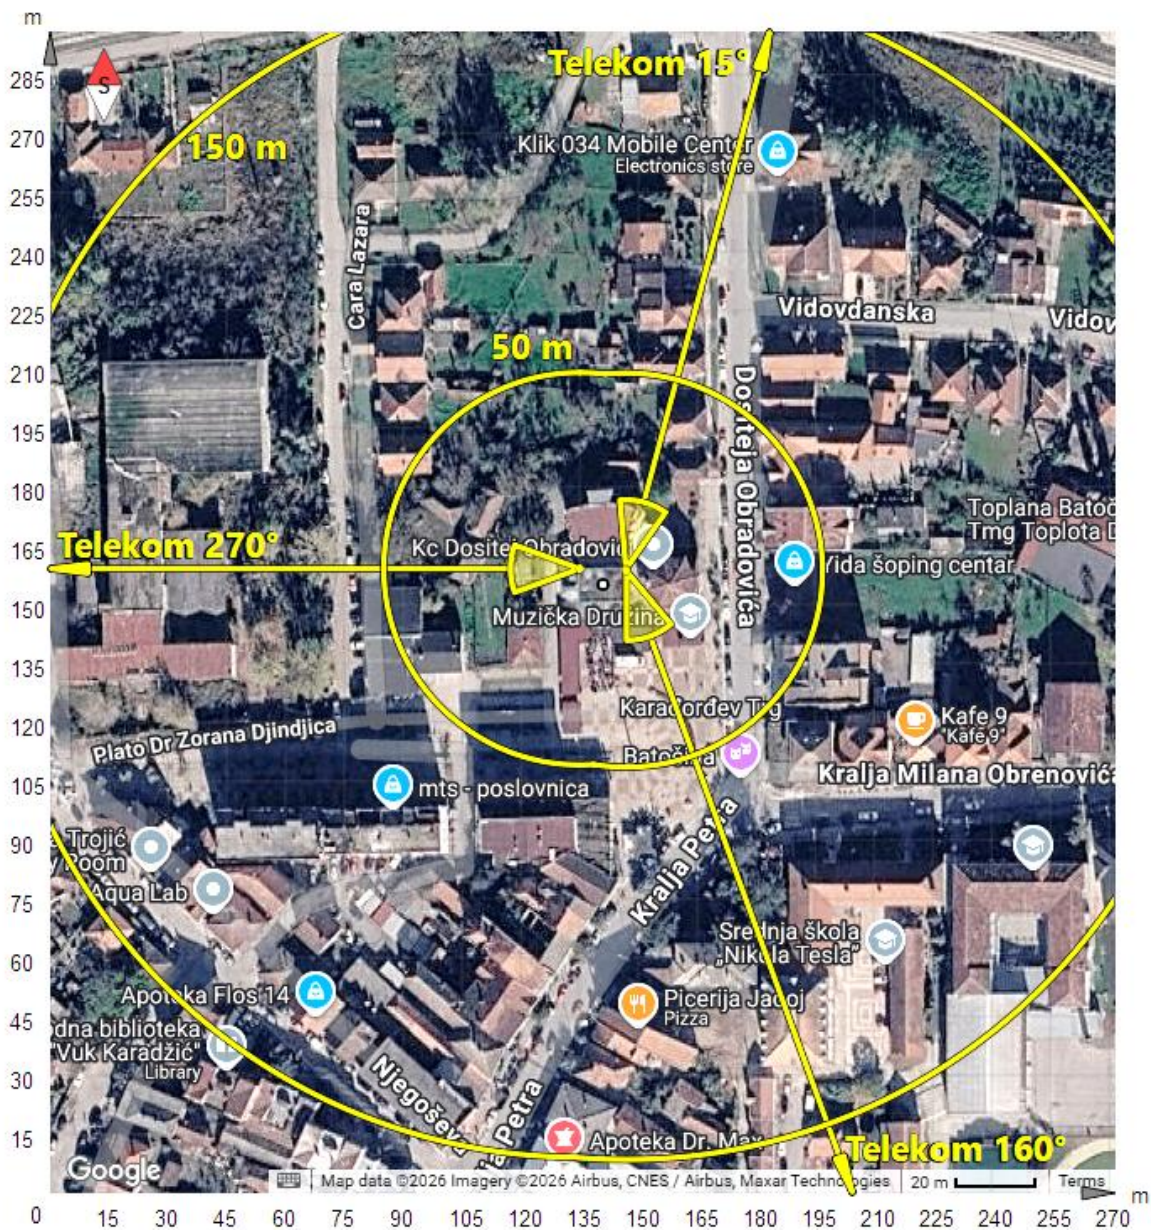 m
285
270
255
240
225
210
195
180
165
150
135
120
105
90
75
60
45
30
15
0
S
Telekom 15°
150 m
Klik 034 Mobile Center
Electronics store
Cara Lazara
Vidovdanska
Vidov
50 m
Dositeja Obradovića
Toplana Batoč
Tmg Toplota D
Telekom 270°
Kc Dositej Obradović
Vida šoping centar
Muzička Družina
Karađorđev Trg
Batočina
Kafe 9
"Kafe 9"
Plato Dr Zorana Djindjica
Kralja Milana Obrenovića
mts - poslovnica
Kralja Petra
Trojić
Room
Aqua Lab
Srednja škola
„Nikola Tesla“
Apoteka Flos 14
Picerija Jadoj
Pizza
dna biblioteka
"Vuk Karadžić"
Library
Njegoševa
Petra
Apoteka Dr. Max
Telekom 160°
Google
Map data ©2026 Imagery ©2026 Airbus, CNES / Airbus, Maxar Technologies
20 m
Terms
m
15 30 45 60 75 90 105 120 135 150 165 180 195 210 225 240 255 270